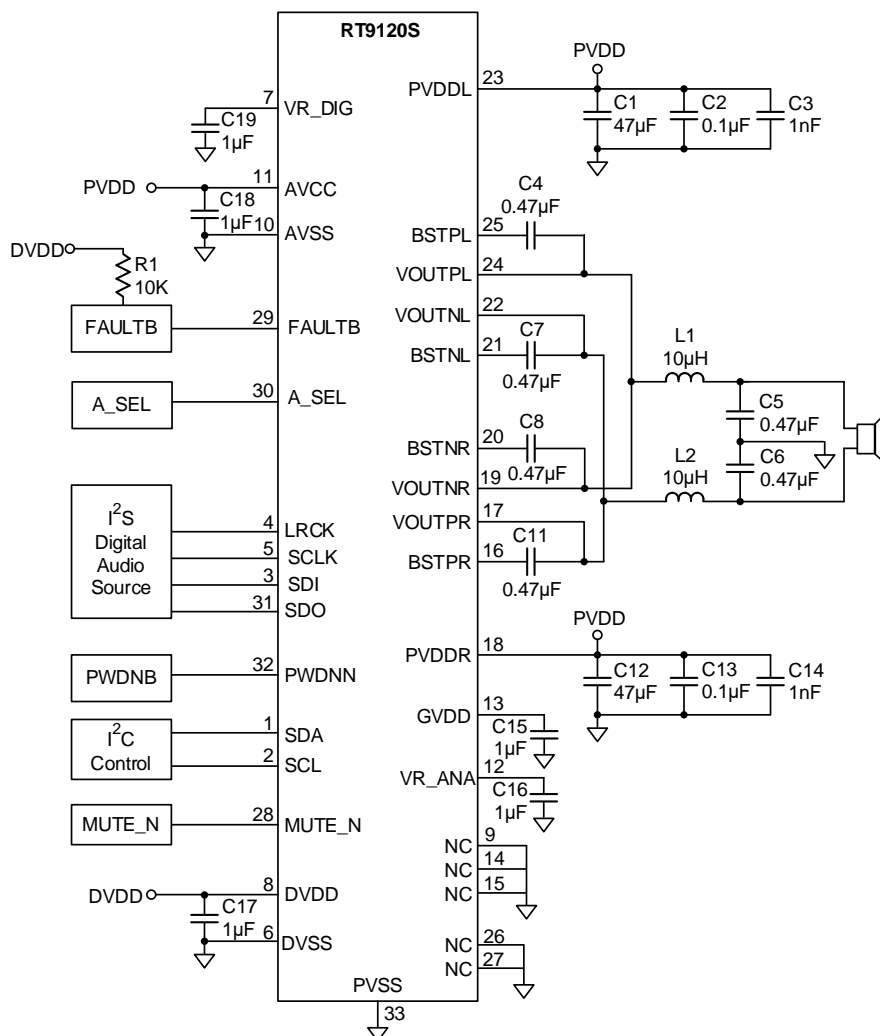 RT9120S
PVDD
23
PVDDL
C1
47µF
C2
0.1µF
C3
1nF
7
VR_DIG
C19
1µF
PVDD
11
AVCC
C18
1µF
10
AVSS
DVDD
R1
10K
FAULTB
29
FAULTB
A_SEL
30
A_SEL
C4
0.47µF
25
BSTPL
24
VOUTPL
22
VOUTNL
21
BSTNL
C7
0.47µF
L1
10µH
C5
0.47µF
C6
0.47µF
L2
10µH
20
BSTNR
C8
0.47µF
19
VOUTNR
17
VOUTPR
16
BSTPR
C11
0.47µF
I2S
Digital
Audio
Source
4
LRCK
5
SCLK
3
SDI
31
SDO
PWDNB
32
PWDNN
I2C
Control
1
SDA
2
SCL
MUTE_N
28
MUTE_N
PVDD
18
PVDDR
C12
47µF
C13
0.1µF
C14
1nF
13
GVDD
C15
1µF
12
VR_ANA
C16
1µF
9
NC
14
NC
15
NC
DVDD
8
DVDD
C17
1µF
6
DVSS
26
NC
27
NC
PVSS
33